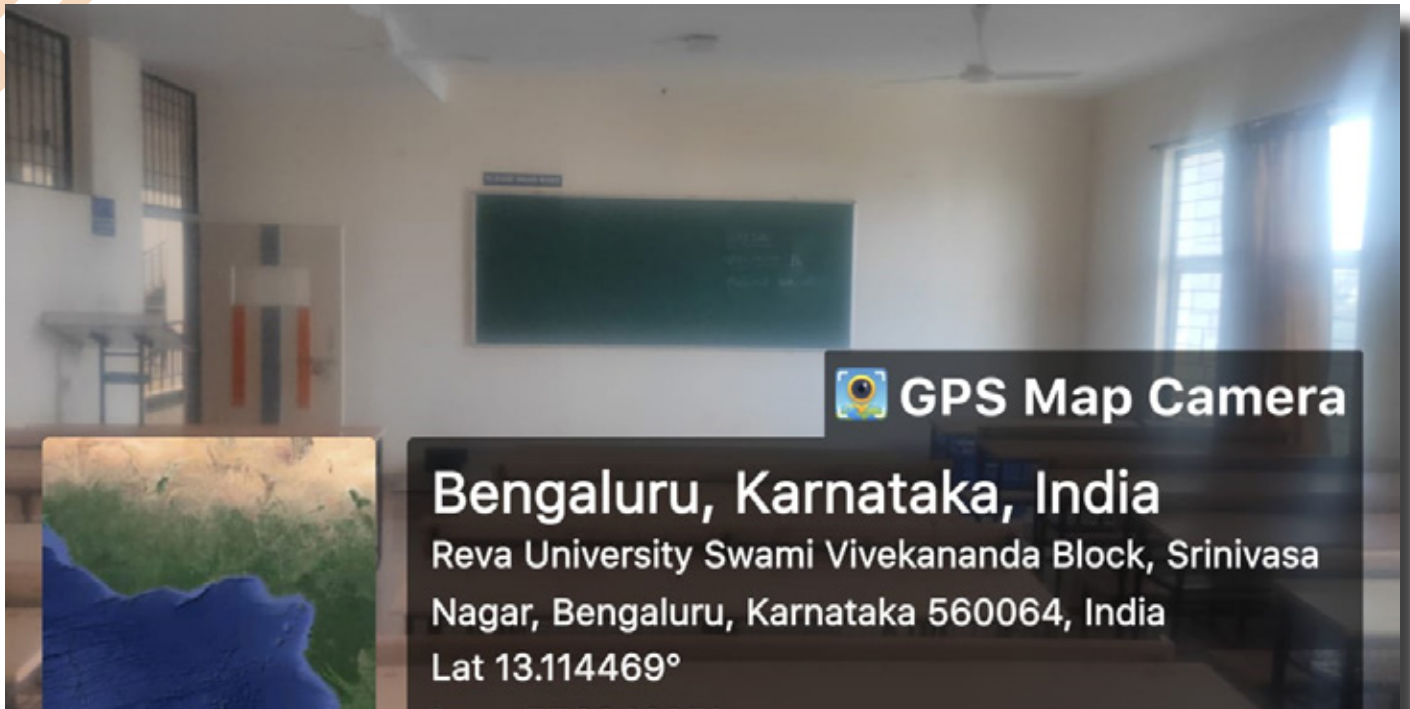 GPS Map Camera
Bengaluru, Karnataka, India
Reva University Swami Vivekananda Block, Srinivasa
Nagar, Bengaluru, Karnataka 560064, India
Lat 13.114469°